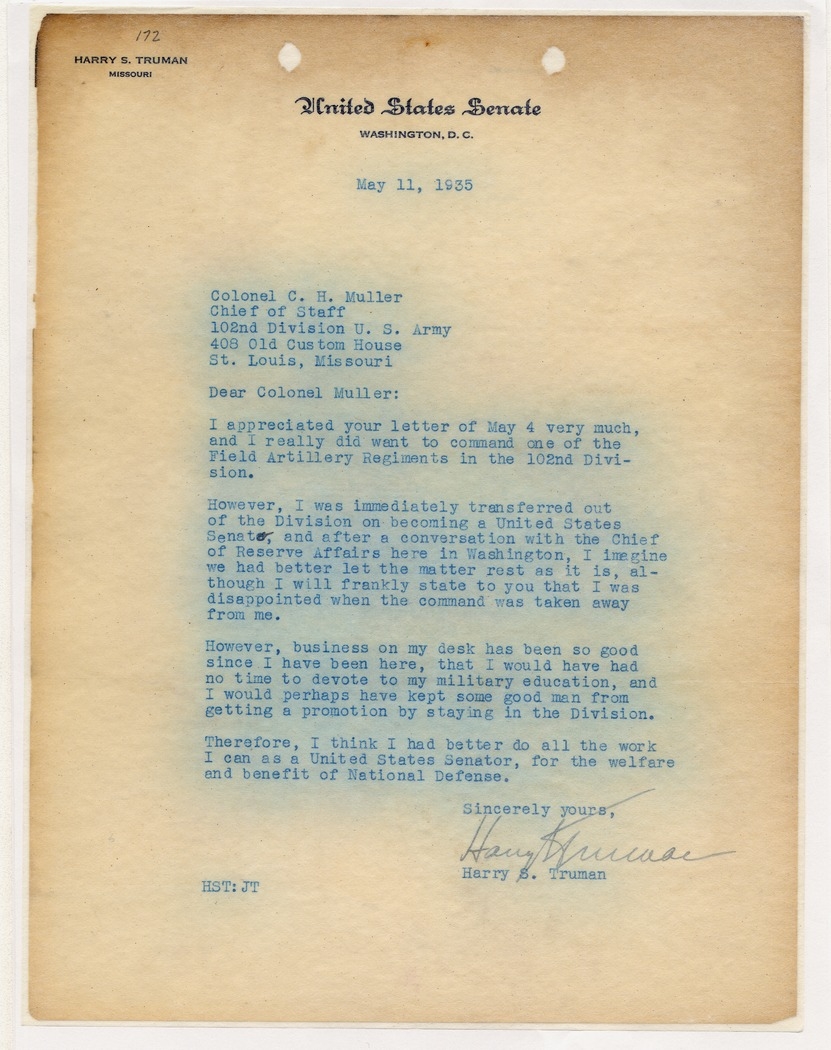 172
HARRY S. TRUMAN
MISSOURI
United States Senate
WASHINGTON, D. C.
May 11, 1935
Colonel C. H. Muller
Chief of Staff
102nd Division U. S. Army
408 Old Custom House
St. Louis, Missouri
Dear Colonel Muller:
I appreciated your letter of May 4 very much,
and I really did want to command one of the
Field Artillery Regiments in the 102nd Divi-
sion.
However, I was immediately transferred out
of the Division on becoming a United States
Senator, and after a conversation with the Chief
of Reserve Affairs here in Washington, I imagine
we had better let the matter rest as it is, al-
though I will frankly state to you that I was
disappointed when the command was taken away
from me.
However, business on my desk has been so good
since I have been here, that I would have had
no time to devote to my military education, and
I would perhaps have kept some good man from
getting a promotion by staying in the Division.
Therefore, I think I had better do all the work
I can as a United States Senator, for the welfare
and benefit of National Defense.
Sincerely yours,
Harry S Truman
Harry S. Truman
HST:JT